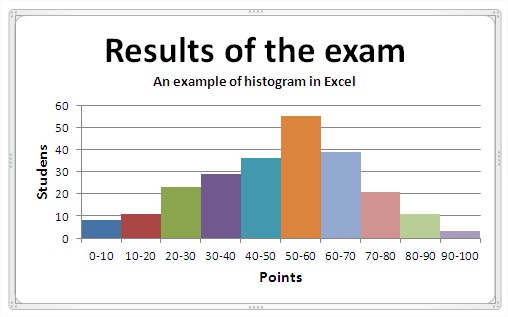 Results of the exam
An example of histogram in Excel
60
50
40
30
20
10
0
Studens
0-10 10-20 20-30 30-40 40-50 50-60 60-70 70-80 80-90 90-100
Points